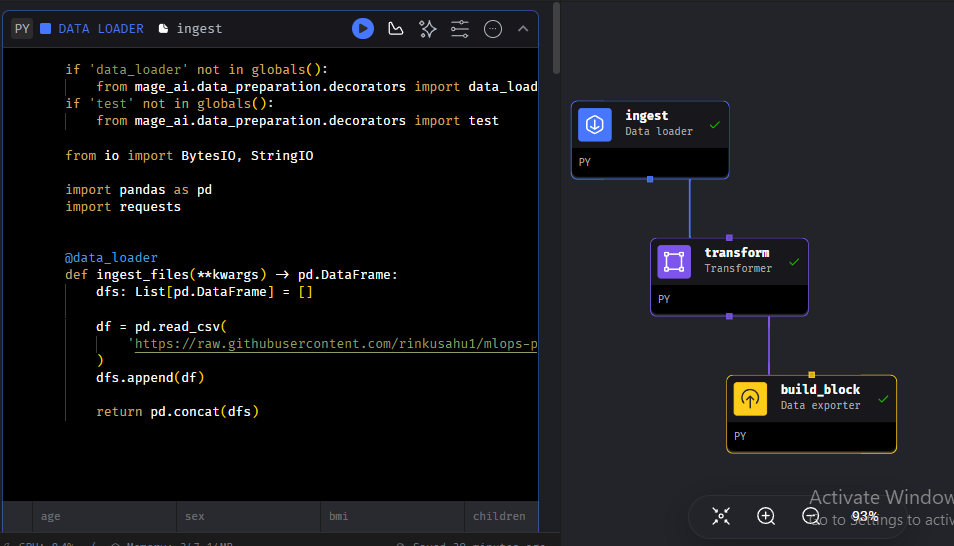 PY DATA LOADER ingest
if 'data_loader' not in globals():
    from mage_ai.data_preparation.decorators import data_load
if 'test' not in globals():
    from mage_ai.data_preparation.decorators import test
from io import BytesIO, StringIO
import pandas as pd
import requests
@data_loader
def ingest_files(**kwargs) -> pd.DataFrame:
    dfs: List[pd.DataFrame] = []
    df = pd.read_csv(
        'https://raw.githubusercontent.com/rinkusahu1/mlops-p
    )
    dfs.append(df)
    return pd.concat(dfs)
age sex bmi children
ingest
Data loader
PY
transform
Transformer
PY
build_block
Data exporter
PY
93%
Activate Window
Go to Settings to activ